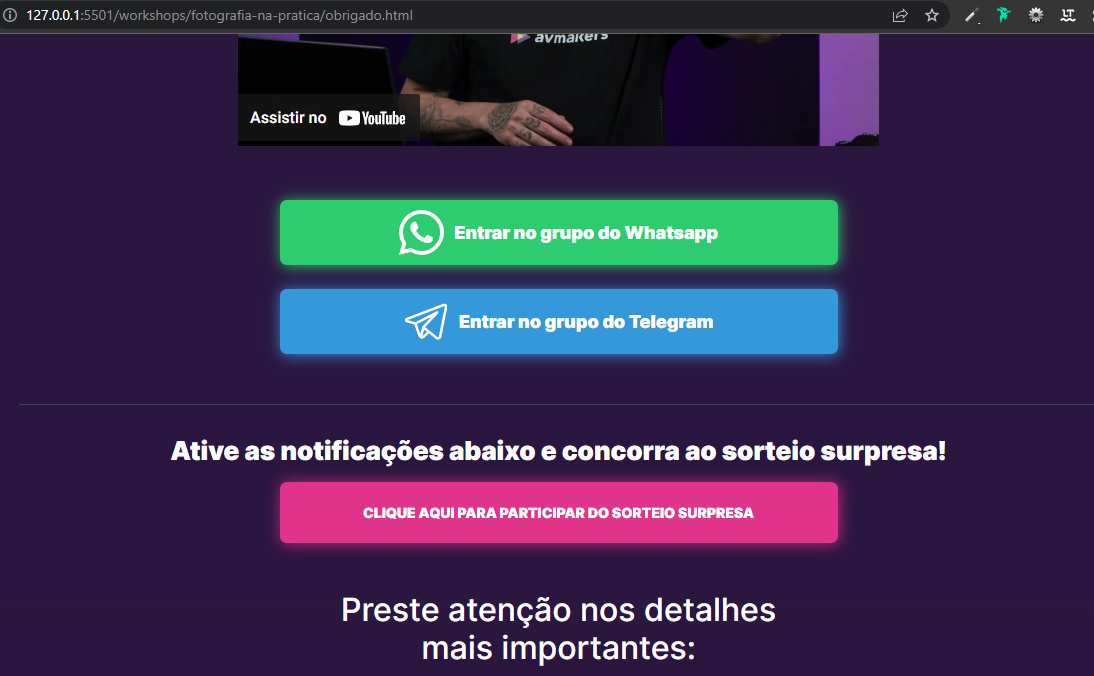 127.0.0.1:5501/workshops/fotografia-na-pratica/obrigado.html
avmakers
Assistir no YouTube
Entrar no grupo do Whatsapp
Entrar no grupo do Telegram
Ative as notificações abaixo e concorra ao sorteio surpresa!
CLIQUE AQUI PARA PARTICIPAR DO SORTEIO SURPRESA
Preste atenção nos detalhes
mais importantes: